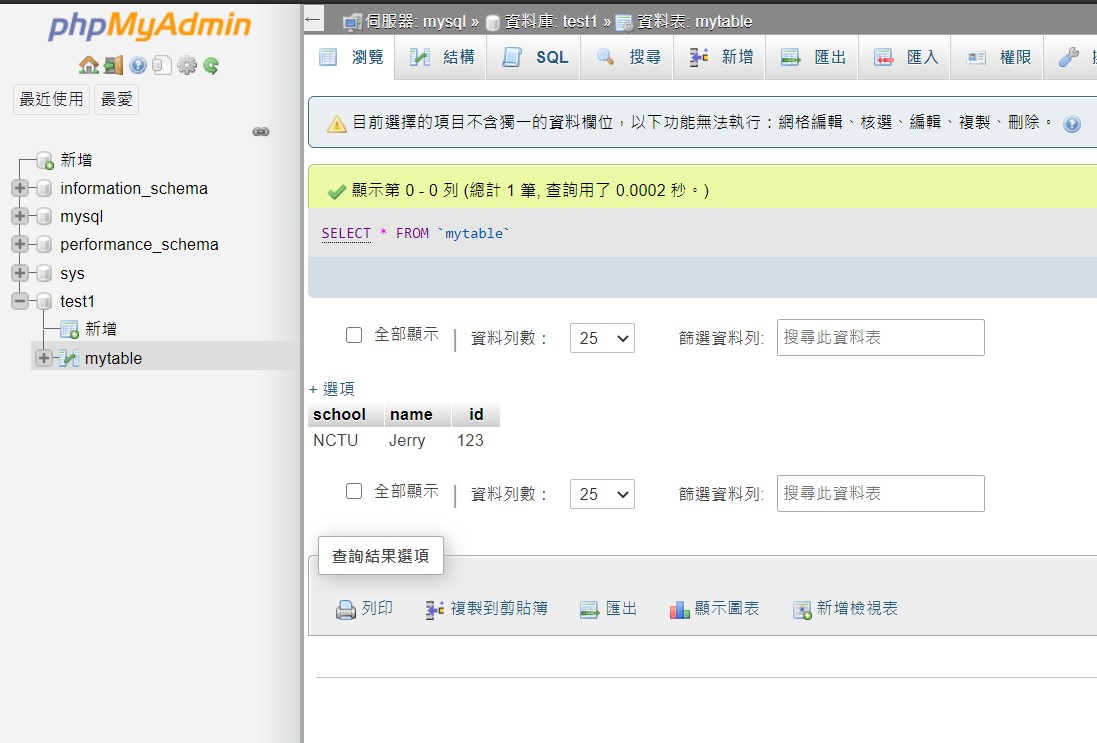 phpMyAdmin
最近使用 最愛
新增
information_schema
mysql
performance_schema
sys
test1
新增
mytable
伺服器: mysql » 資料庫: test1 » 資料表: mytable
瀏覽 結構 SQL 搜尋 新增 匯出 匯入 權限
目前選擇的項目不含獨一的資料欄位，以下功能無法執行：網格編輯、核選、編輯、複製、刪除。
顯示第 0 - 0 列 (總計 1 筆, 查詢用了 0.0002 秒。)
SELECT * FROM `mytable`
全部顯示 | 資料列數： 25 篩選資料列: 搜尋此資料表
+ 選項
school name id
NCTU Jerry 123
全部顯示 | 資料列數： 25 篩選資料列: 搜尋此資料表
查詢結果選項
列印 複製到剪貼簿 匯出 顯示圖表 新增檢視表